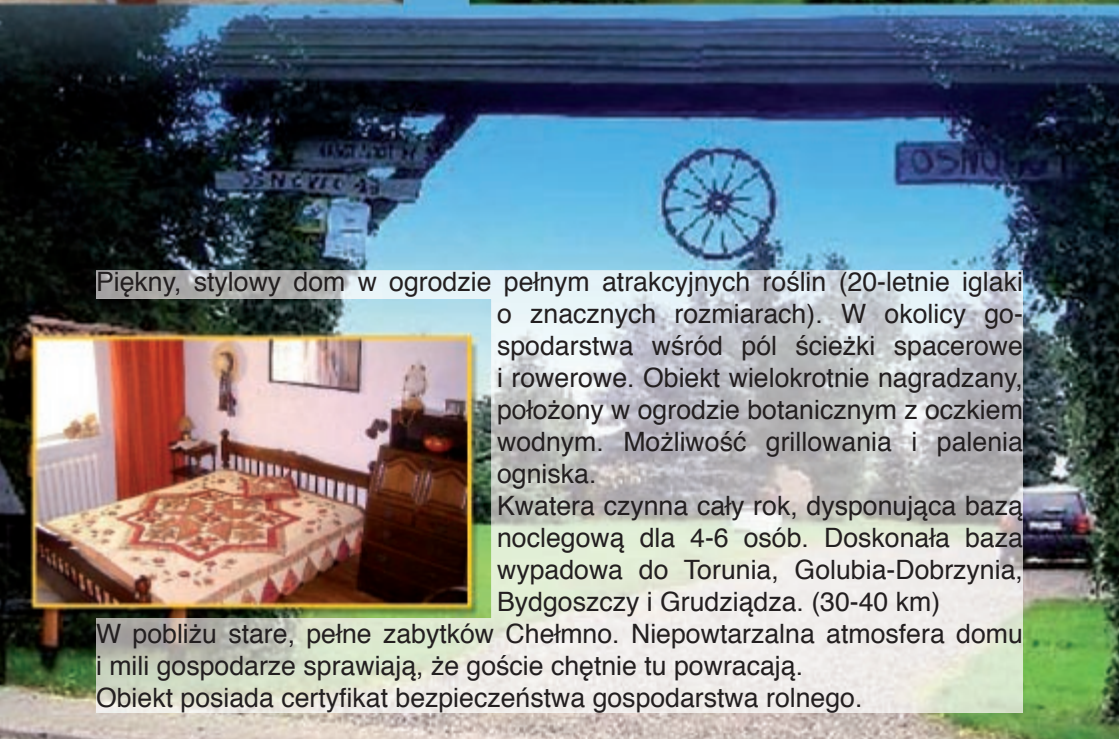 OSNOWO
Piękny, stylowy dom w ogrodzie pełnym atrakcyjnych roślin (20-letnie iglaki
o znacznych rozmiarach). W okolicy go-
spodarstwa wśród pól ścieżki spacerowe
i rowerowe. Obiekt wielokrotnie nagradzany,
położony w ogrodzie botanicznym z oczkiem
wodnym. Możliwość grillowania i palenia
ogniska.
Kwatera czynna cały rok, dysponująca bazą
noclegową dla 4-6 osób. Doskonała baza
wypadowa do Torunia, Golubia-Dobrzynia,
Bydgoszczy i Grudziądza. (30-40 km)
W pobliżu stare, pełne zabytków Chełmno. Niepowtarzalna atmosfera domu
i mili gospodarze sprawiają, że goście chętnie tu powracają.
Obiekt posiada certyfikat bezpieczeństwa gospodarstwa rolnego.